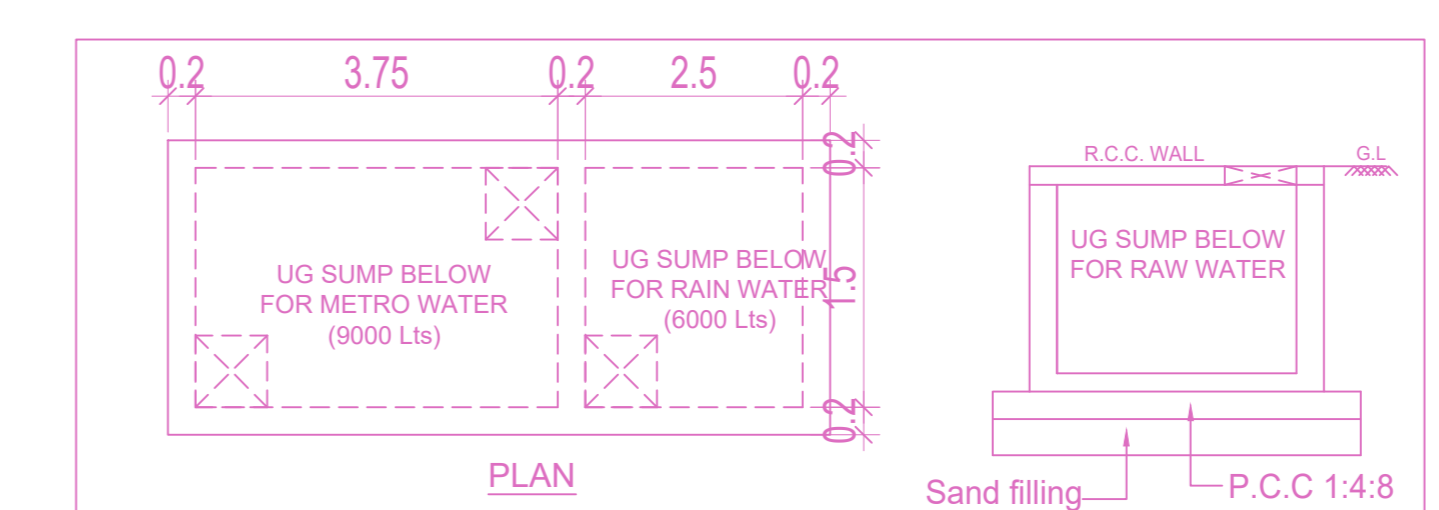 0.2 3.75 0.2 2.5 0.2
0.2
1.5
0.2
UG SUMP BELOW
FOR METRO WATER
(9000 Lts)
UG SUMP BELOW
FOR RAIN WATER
(6000 Lts)
PLAN
R.C.C. WALL
G.L
UG SUMP BELOW
FOR RAW WATER
Sand filling
P.C.C 1:4:8